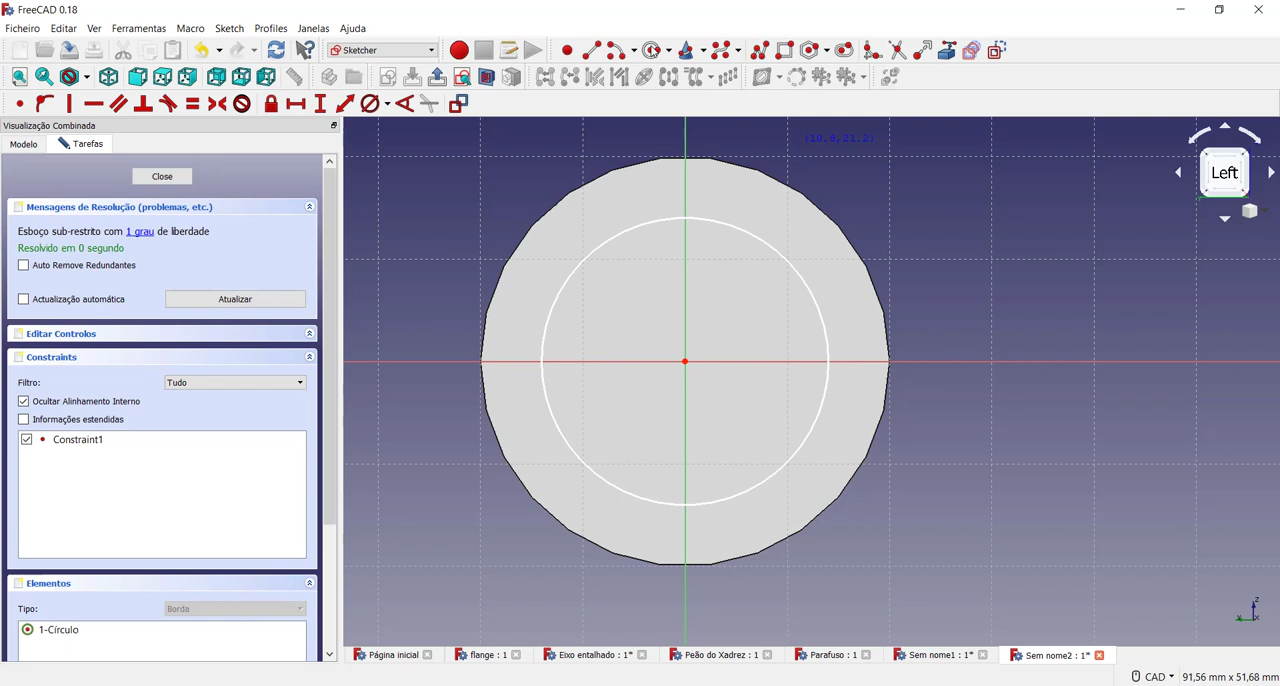 FreeCAD 0.18
Ficheiro Editar Ver Ferramentas Macro Sketch Profiles Janelas Ajuda
Sketcher
Visualização Combinada
Modelo Tarefas
Close
Mensagens de Resolução (problemas, etc.)
Esboço sub-restrito com 1 grau de liberdade
Resolvido em 0 segundo
Auto Remove Redundantes
Actualização automática Atualizar
Editar Controlos
Constraints
Filtro: Tudo
Ocultar Alinhamento Interno
Informações estendidas
Constraint1
Elementos
Tipo: Borda
1-Círculo
(10.8,21.2)
Left
z
x
Página inicial flange : 1 Eixo entalhado : 1* Peão do Xadrez : 1 Parafuso : 1 Sem nome1 : 1* Sem nome2 : 1*
CAD 91,56 mm x 51,68 mm